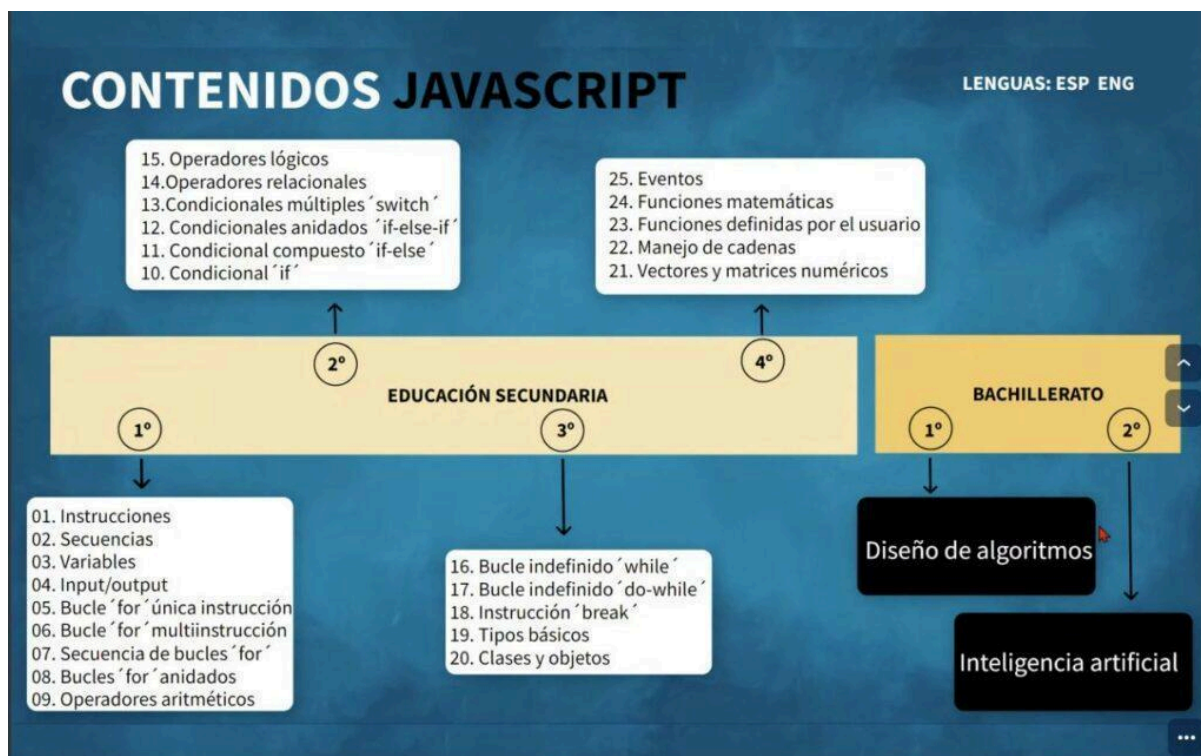 CONTENIDOS JAVASCRIPT
LENGUAS: ESP ENG
15. Operadores lógicos
14.Operadores relacionales
13.Condicionales múltiples ´switch´
12. Condicionales anidados ´if-else-if´
11. Condicional compuesto ´if-else´
10. Condicional ´if´
25. Eventos
24. Funciones matemáticas
23. Funciones definidas por el usuario
22. Manejo de cadenas
21. Vectores y matrices numéricos
2º
4º
EDUCACIÓN SECUNDARIA
BACHILLERATO
1º
3º
1º
2º
01. Instrucciones
02. Secuencias
03. Variables
04. Input/output
05. Bucle ´for´ única instrucción
06. Bucle ´for´ multiinstrucción
07. Secuencia de bucles ´for´
08. Bucles ´for´ anidados
09. Operadores aritméticos
16. Bucle indefinido ´while´
17. Bucle indefinido ´do-while´
18. Instrucción ´break´
19. Tipos básicos
20. Clases y objetos
Diseño de algoritmos
Inteligencia artificial